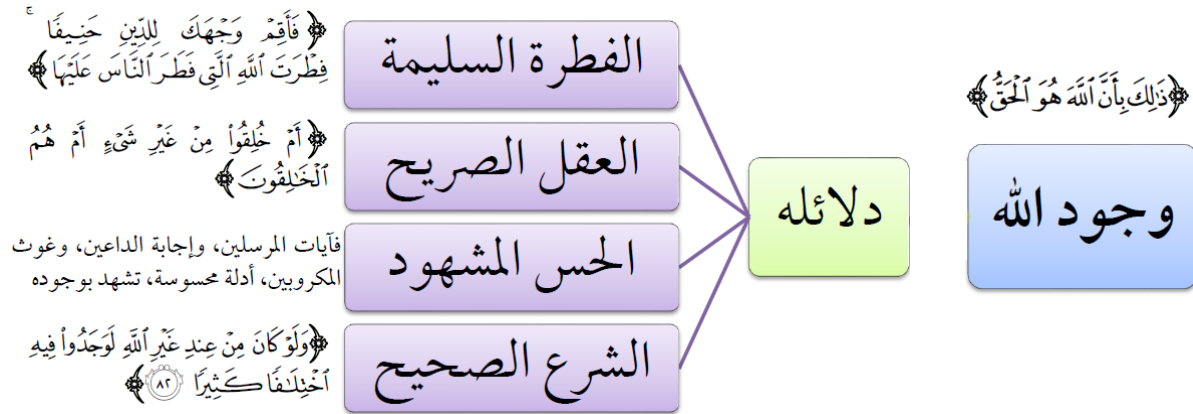 ﴿ذَٰلِكَ بِأَنَّ ٱللَّهَ هُوَ ٱلۡحَقُّ﴾
وجود الله
دلائله
الفطرة السليمة
﴿فَأَقِمۡ وَجۡهَكَ لِلدِّينِ حَنِيفٗاۚ
فِطۡرَتَ ٱللَّهِ ٱلَّتِي فَطَرَ ٱلنَّاسَ عَلَيۡهَا﴾
العقل الصريح
﴿أَمۡ خُلِقُواْ مِنۡ غَيۡرِ شَيۡءٍ أَمۡ هُمُ
ٱلۡخَٰلِقُونَ﴾
الحس المشهود
فآيات المرسلين، وإجابة الداعين، وغوث
المكروبين، أدلة محسوسة، تشهد بوجوده
الشرع الصحيح
﴿وَلَوۡ كَانَ مِنۡ عِندِ غَيۡرِ ٱللَّهِ لَوَجَدُواْ فِيهِ
ٱخۡتِلَٰفٗا كَثِيرٗا ٨٢﴾